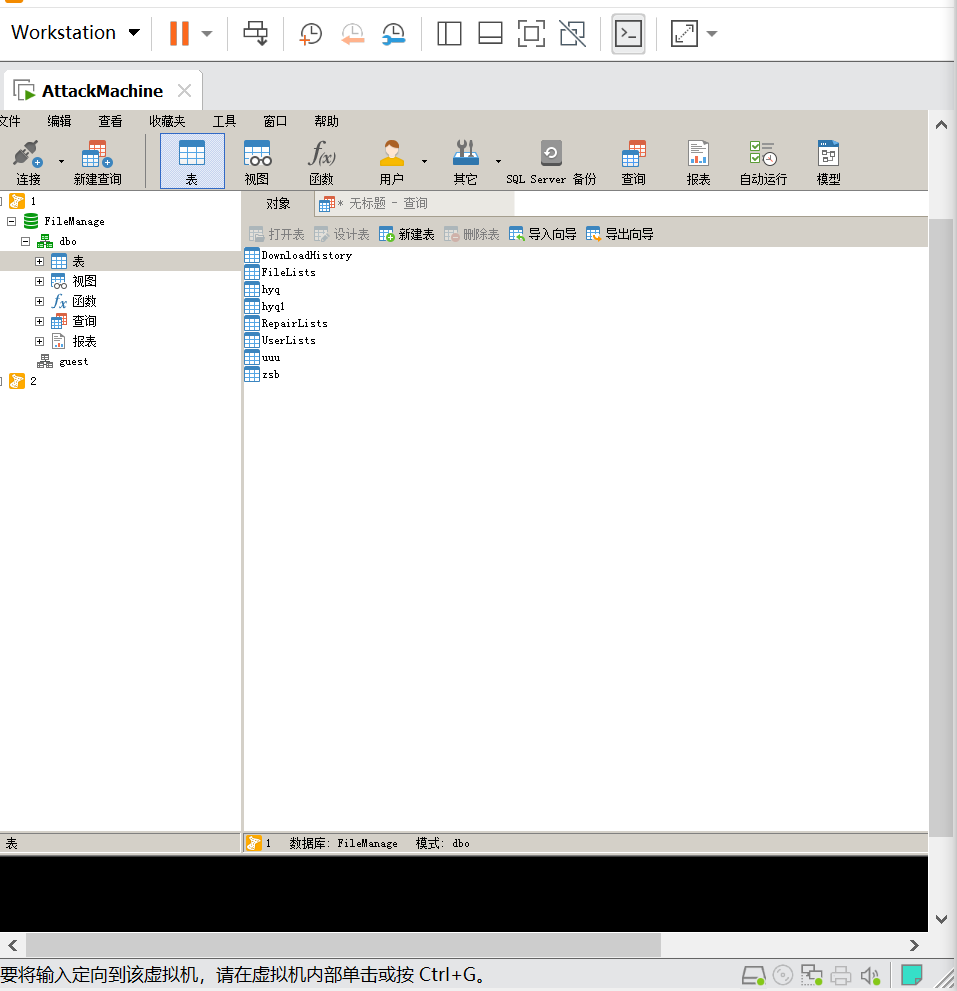 Workstation
AttackMachine
文件 编辑 查看 收藏夹 工具 窗口 帮助
连接 新建查询 表 视图 函数 用户 其它 SQL Server 备份 查询 报表 自动运行 模型
1
FileManage
dbo
表
视图
函数
查询
报表
guest
2
对象 * 无标题 - 查询
打开表 设计表 新建表 删除表 导入向导 导出向导
DownloadHistory
FileLists
hyq
hyq1
RepairLists
UserLists
uuu
zsb
表 1 数据库: FileManage 模式: dbo
要将输入定向到该虚拟机，请在虚拟机内部单击或按 Ctrl+G。